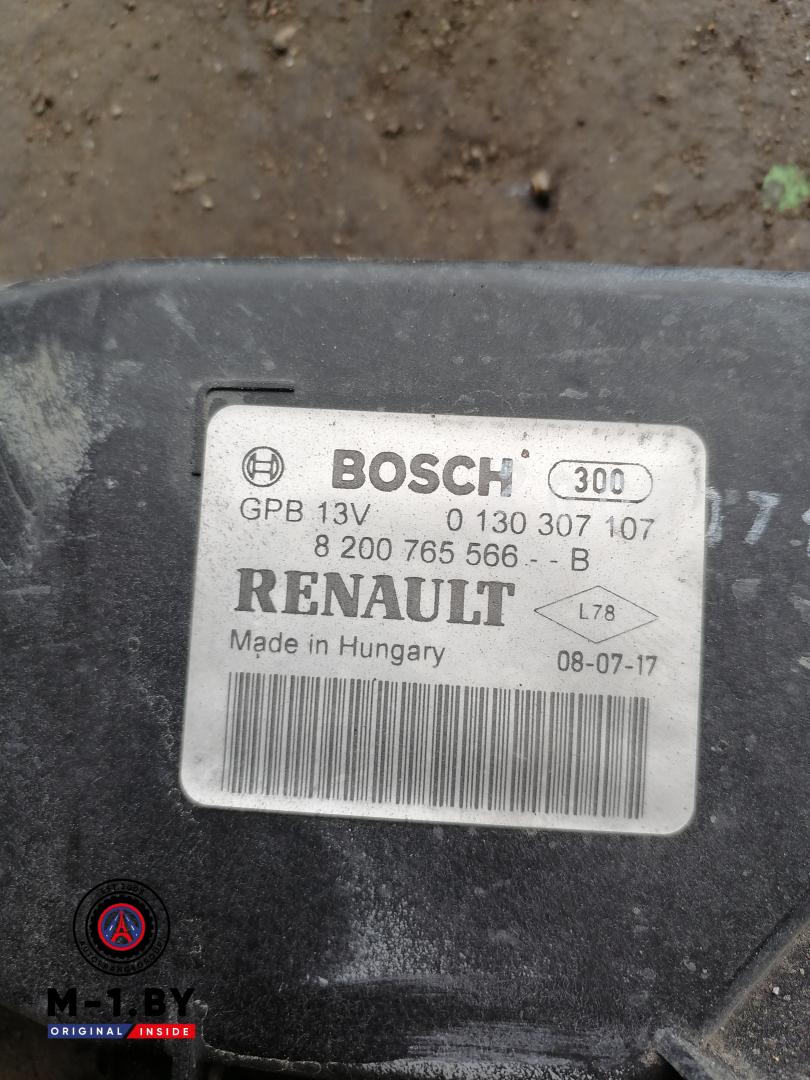 BOSCH 300
GPB 13V 0 130 307 107
8 200 765 566 - - B
RENAULT L78
Made in Hungary 08-07-17
07
M-1.BY
ORIGINAL INSIDE